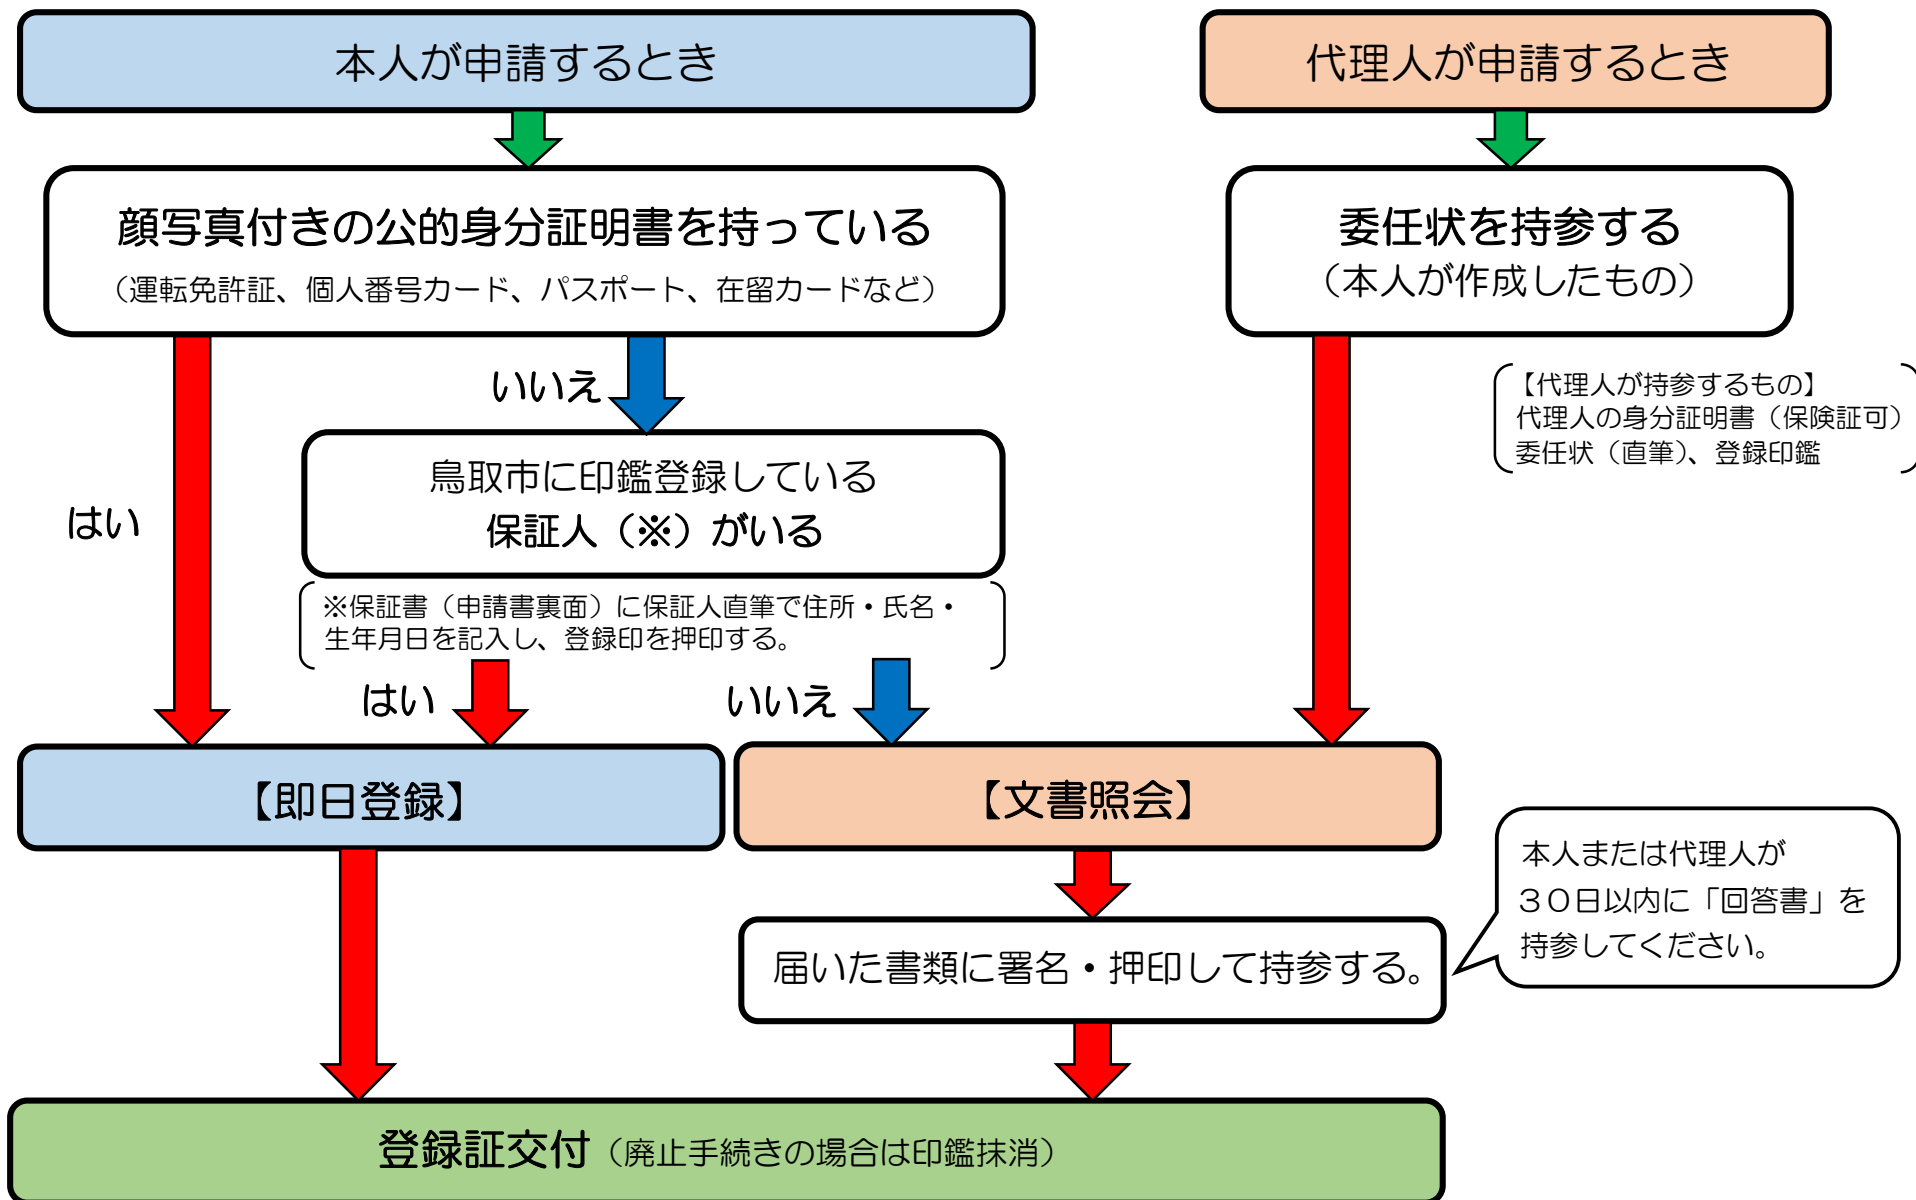 本人が申請するとき
代理人が申請するとき
顔写真付きの公的身分証明書を持っている
（運転免許証、個人番号カード、パスポート、在留カードなど）
委任状を持参する
（本人が作成したもの）
いいえ
【代理人が持参するもの】
代理人の身分証明書（保険証可）
委任状（直筆）、登録印鑑
はい
鳥取市に印鑑登録している
保証人（※）がいる
※保証書（申請書裏面）に保証人直筆で住所・氏名・
生年月日を記入し、登録印を押印する。
はい
いいえ
【即日登録】
【文書照会】
本人または代理人が
３０日以内に「回答書」を
持参してください。
届いた書類に署名・押印して持参する。
登録証交付（廃止手続きの場合は印鑑抹消）